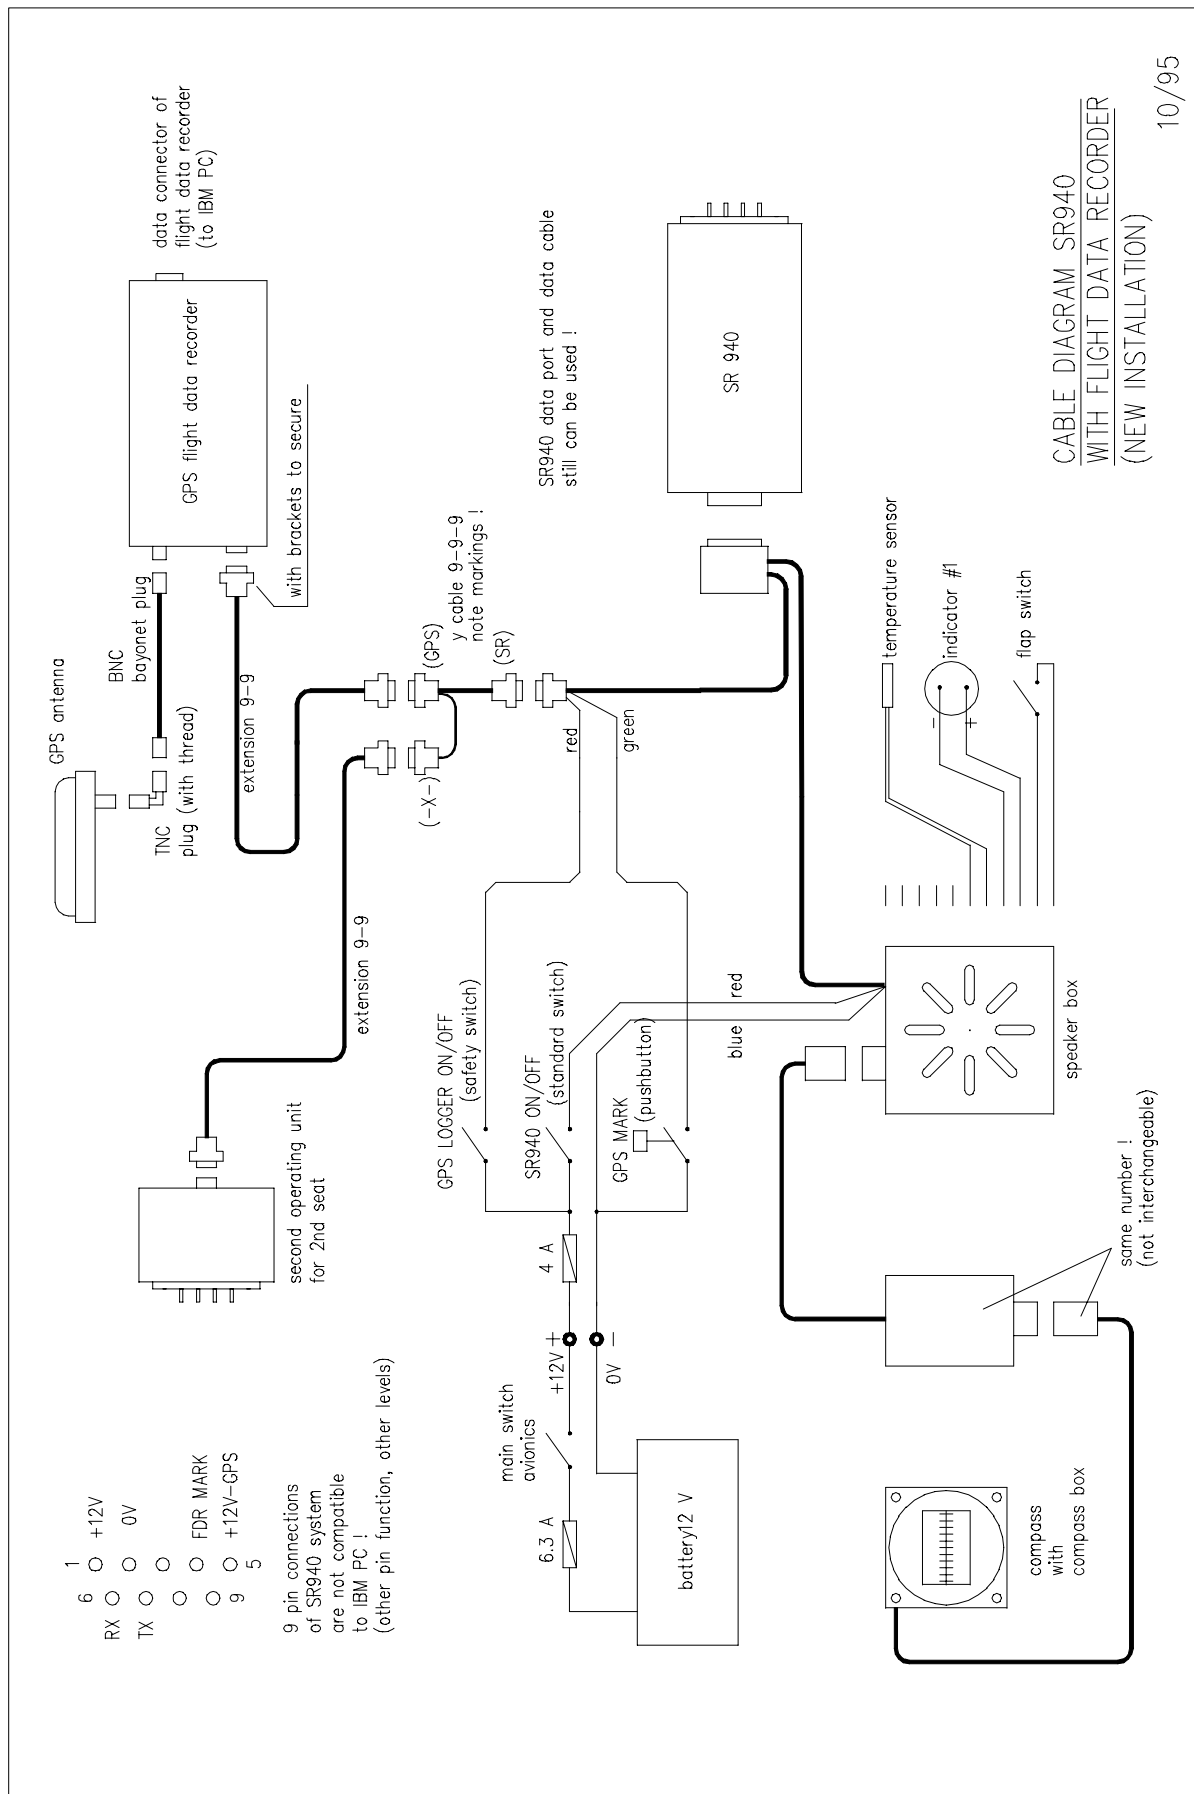 6 1
+12V
RX
0V
TX
FDR MARK
+12V-GPS
9 5
9 pin connections
of SR940 system
are not compatible
to IBM PC !
(other pin function, other levels)
second operating unit
for 2nd seat
extension 9-9
GPS antenna
TNC
plug (with thread)
BNC
bayonet plug
extension 9-9
GPS flight data recorder
data connector of
flight data recorder
(to IBM PC)
with brackets to secure
(GPS)
y cable 9-9-9
note markings !
(SR)
(-X-)
red
green
SR940 data port and data cable
still can be used !
SR 940
main switch
avionics
6.3 A
battery12 V
+12V +
0V -
4 A
GPS LOGGER ON/OFF
(safety switch)
SR940 ON/OFF
(standard switch)
GPS MARK
(pushbutton)
blue
red
compass
with
compass box
same number !
(not interchangeable)
speaker box
temperature sensor
- +
indicator #1
flap switch
CABLE DIAGRAM SR940
WITH FLIGHT DATA RECORDER
(NEW INSTALLATION)
10/95